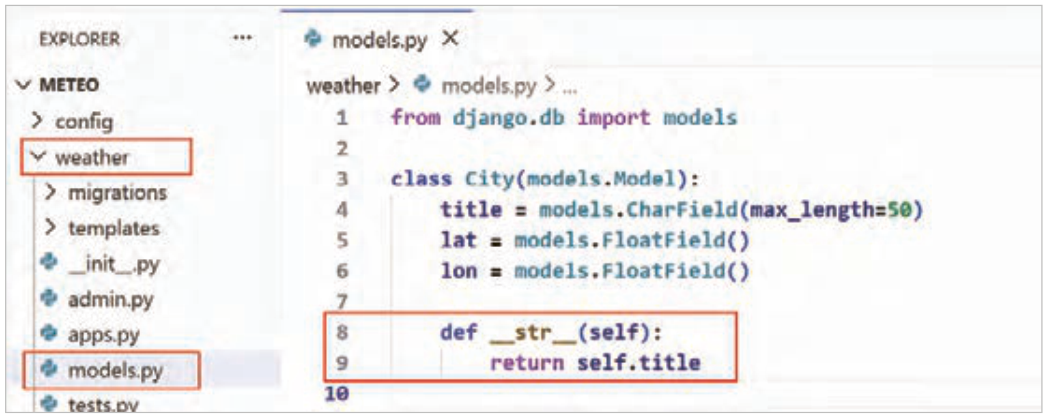 EXPLORER ...
METEO
config
weather
migrations
templates
__init__.py
admin.py
apps.py
models.py
tests.py
models.py
weather > models.py > ...
1 from django.db import models
2
3 class City(models.Model):
4 title = models.CharField(max_length=50)
5 lat = models.FloatField()
6 lon = models.FloatField()
7
8 def __str__(self):
9 return self.title
10